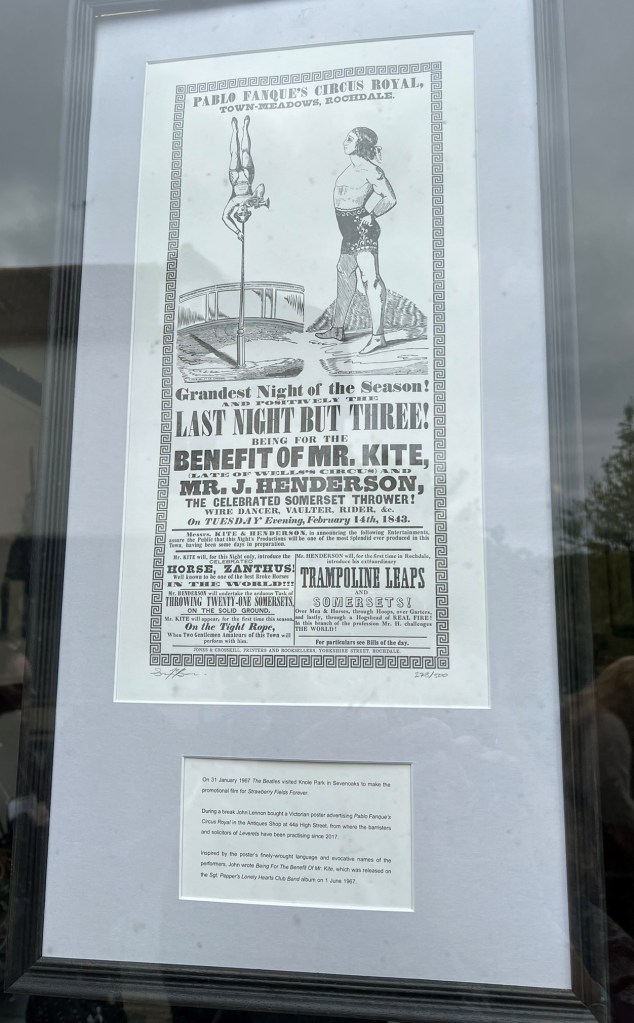 PABLO FANQUE'S CIRCUS ROYAL,
TOWN-MEADOWS, ROCHDALE.
Grandest Night of the Season!
AND POSITIVELY THE
LAST NIGHT BUT THREE!
BEING FOR THE
BENEFIT OF MR. KITE,
(LATE OF WELLS'S CIRCUS) AND
MR. J. HENDERSON,
THE CELEBRATED SOMERSET THROWER!
WIRE DANCER, VAULTER, RIDER, &c.
On TUESDAY Evening, February 14th, 1843.
Messrs. KITE & HENDERSON, in announcing the following Entertainments,
assure the Public that this Night's Productions will be one of the most Splendid ever produced in this
Town, having been some days in preparation.
Mr. KITE will, for this Night only, introduce the
CELEBRATED
HORSE, ZANTHUS!
Well known to be one of the best Broke Horses
IN THE WORLD!!!
Mr. HENDERSON will undertake the arduous Task of
THROWING TWENTY-ONE SOMERSETS,
ON THE SOLID GROUND.
Mr. KITE will appear, for the first time this season,
On the Tight Rope,
When Two Gentlemen Amateurs of this Town will
perform with him.
Mr. HENDERSON will, for the first time in Rochdale,
introduce his extraordinary
TRAMPOLINE LEAPS
AND
SOMERSETS!
Over Men & Horses, through Hoops, over Garters,
and lastly, through a Hogshead of REAL FIRE!
In this branch of the profession Mr. H. challenges
THE WORLD!
For particulars see Bills of the day.
JONES & CROSSKILL, PRINTERS AND BOOKSELLERS, YORKSHIRE STREET, ROCHDALE.
On 31 January 1967 The Beatles visited Knole Park in Sevenoaks to make the
promotional film for Strawberry Fields Forever.
During a break John Lennon bought a Victorian poster advertising Pablo Fanque's
Circus Royal in the Antiques Shop at 44a High Street, from where the barristers
and solicitors of Leverets have been practising since 2017.
Inspired by the poster's finely-wrought language and evocative names of the
performers, John wrote Being For The Benefit Of Mr. Kite, which was released on
the Sgt. Pepper's Lonely Hearts Club Band album on 1 June 1967.